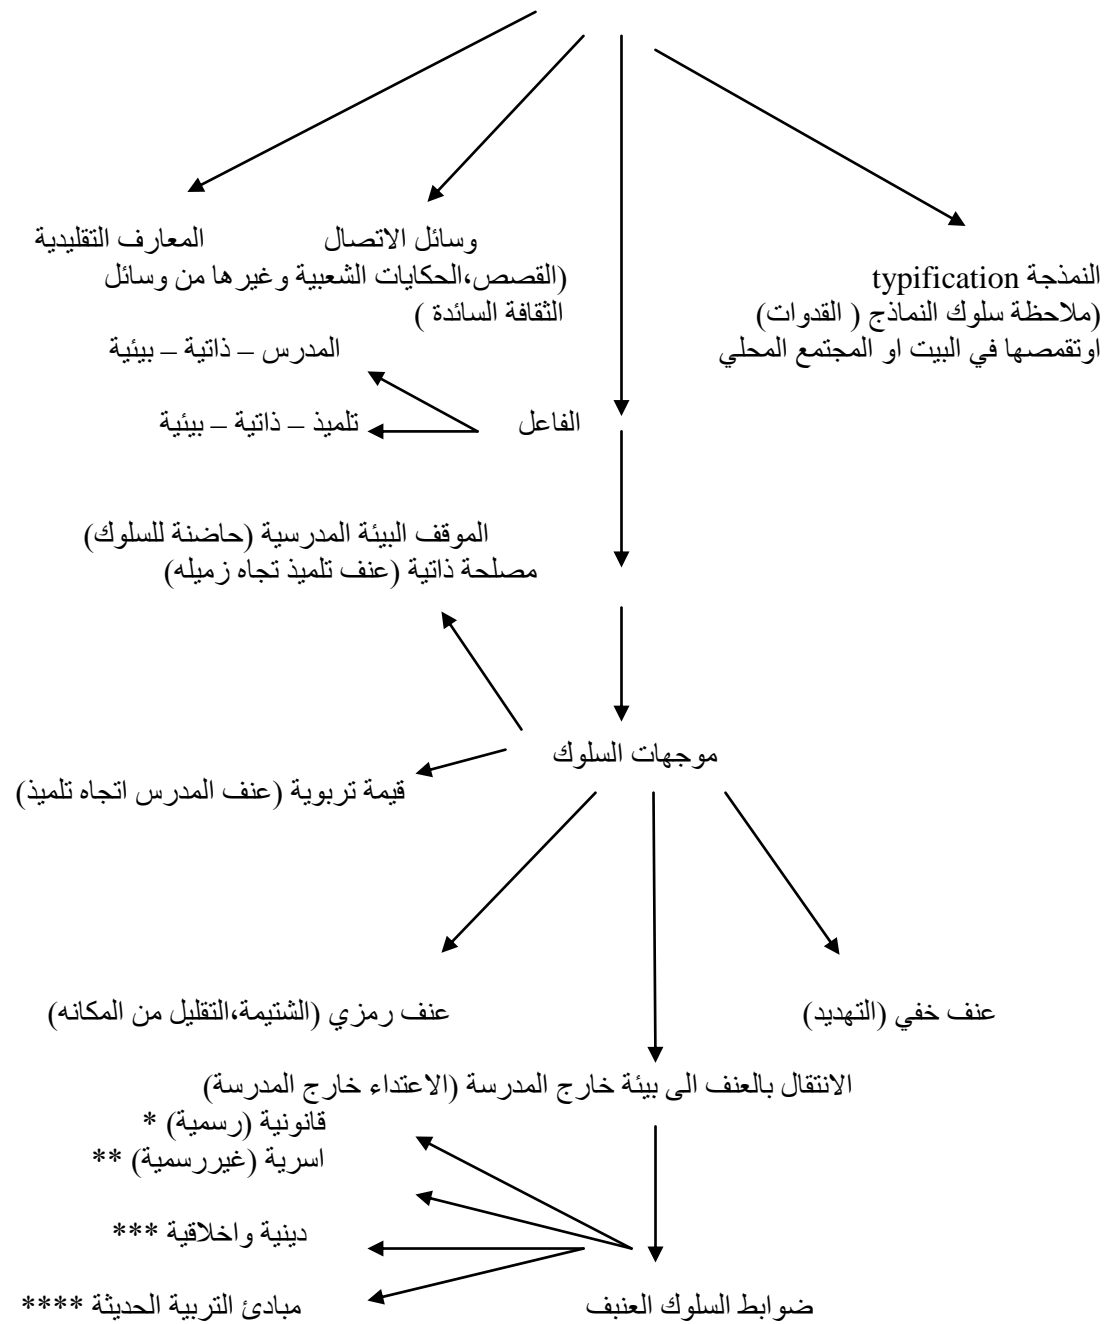 وسائل الاتصال
المعارف التقليدية
(القصص،الحكايات الشعبية وغيرها من وسائل
الثقافة السائدة )
النمذجة typification
(ملاحظة سلوك النماذج ( القدوات)
اوتقمصها في البيت او المجتمع المحلي
المدرس – ذاتية – بيئية
الفاعل
تلميذ – ذاتية – بيئية
الموقف البيئة المدرسية (حاضنة للسلوك)
مصلحة ذاتية (عنف تلميذ تجاه زميله)
موجهات السلوك
قيمة تربوية (عنف المدرس اتجاه تلميذ)
عنف خفي (التهديد)
عنف رمزي (الشتيمة،التقليل من المكانه)
الانتقال بالعنف الى بيئة خارج المدرسة (الاعتداء خارج المدرسة)
قانونية (رسمية) *
اسرية (غيررسمية) **
دينية واخلاقية ***
ضوابط السلوك العنبف
مبادئ التربية الحديثة ****